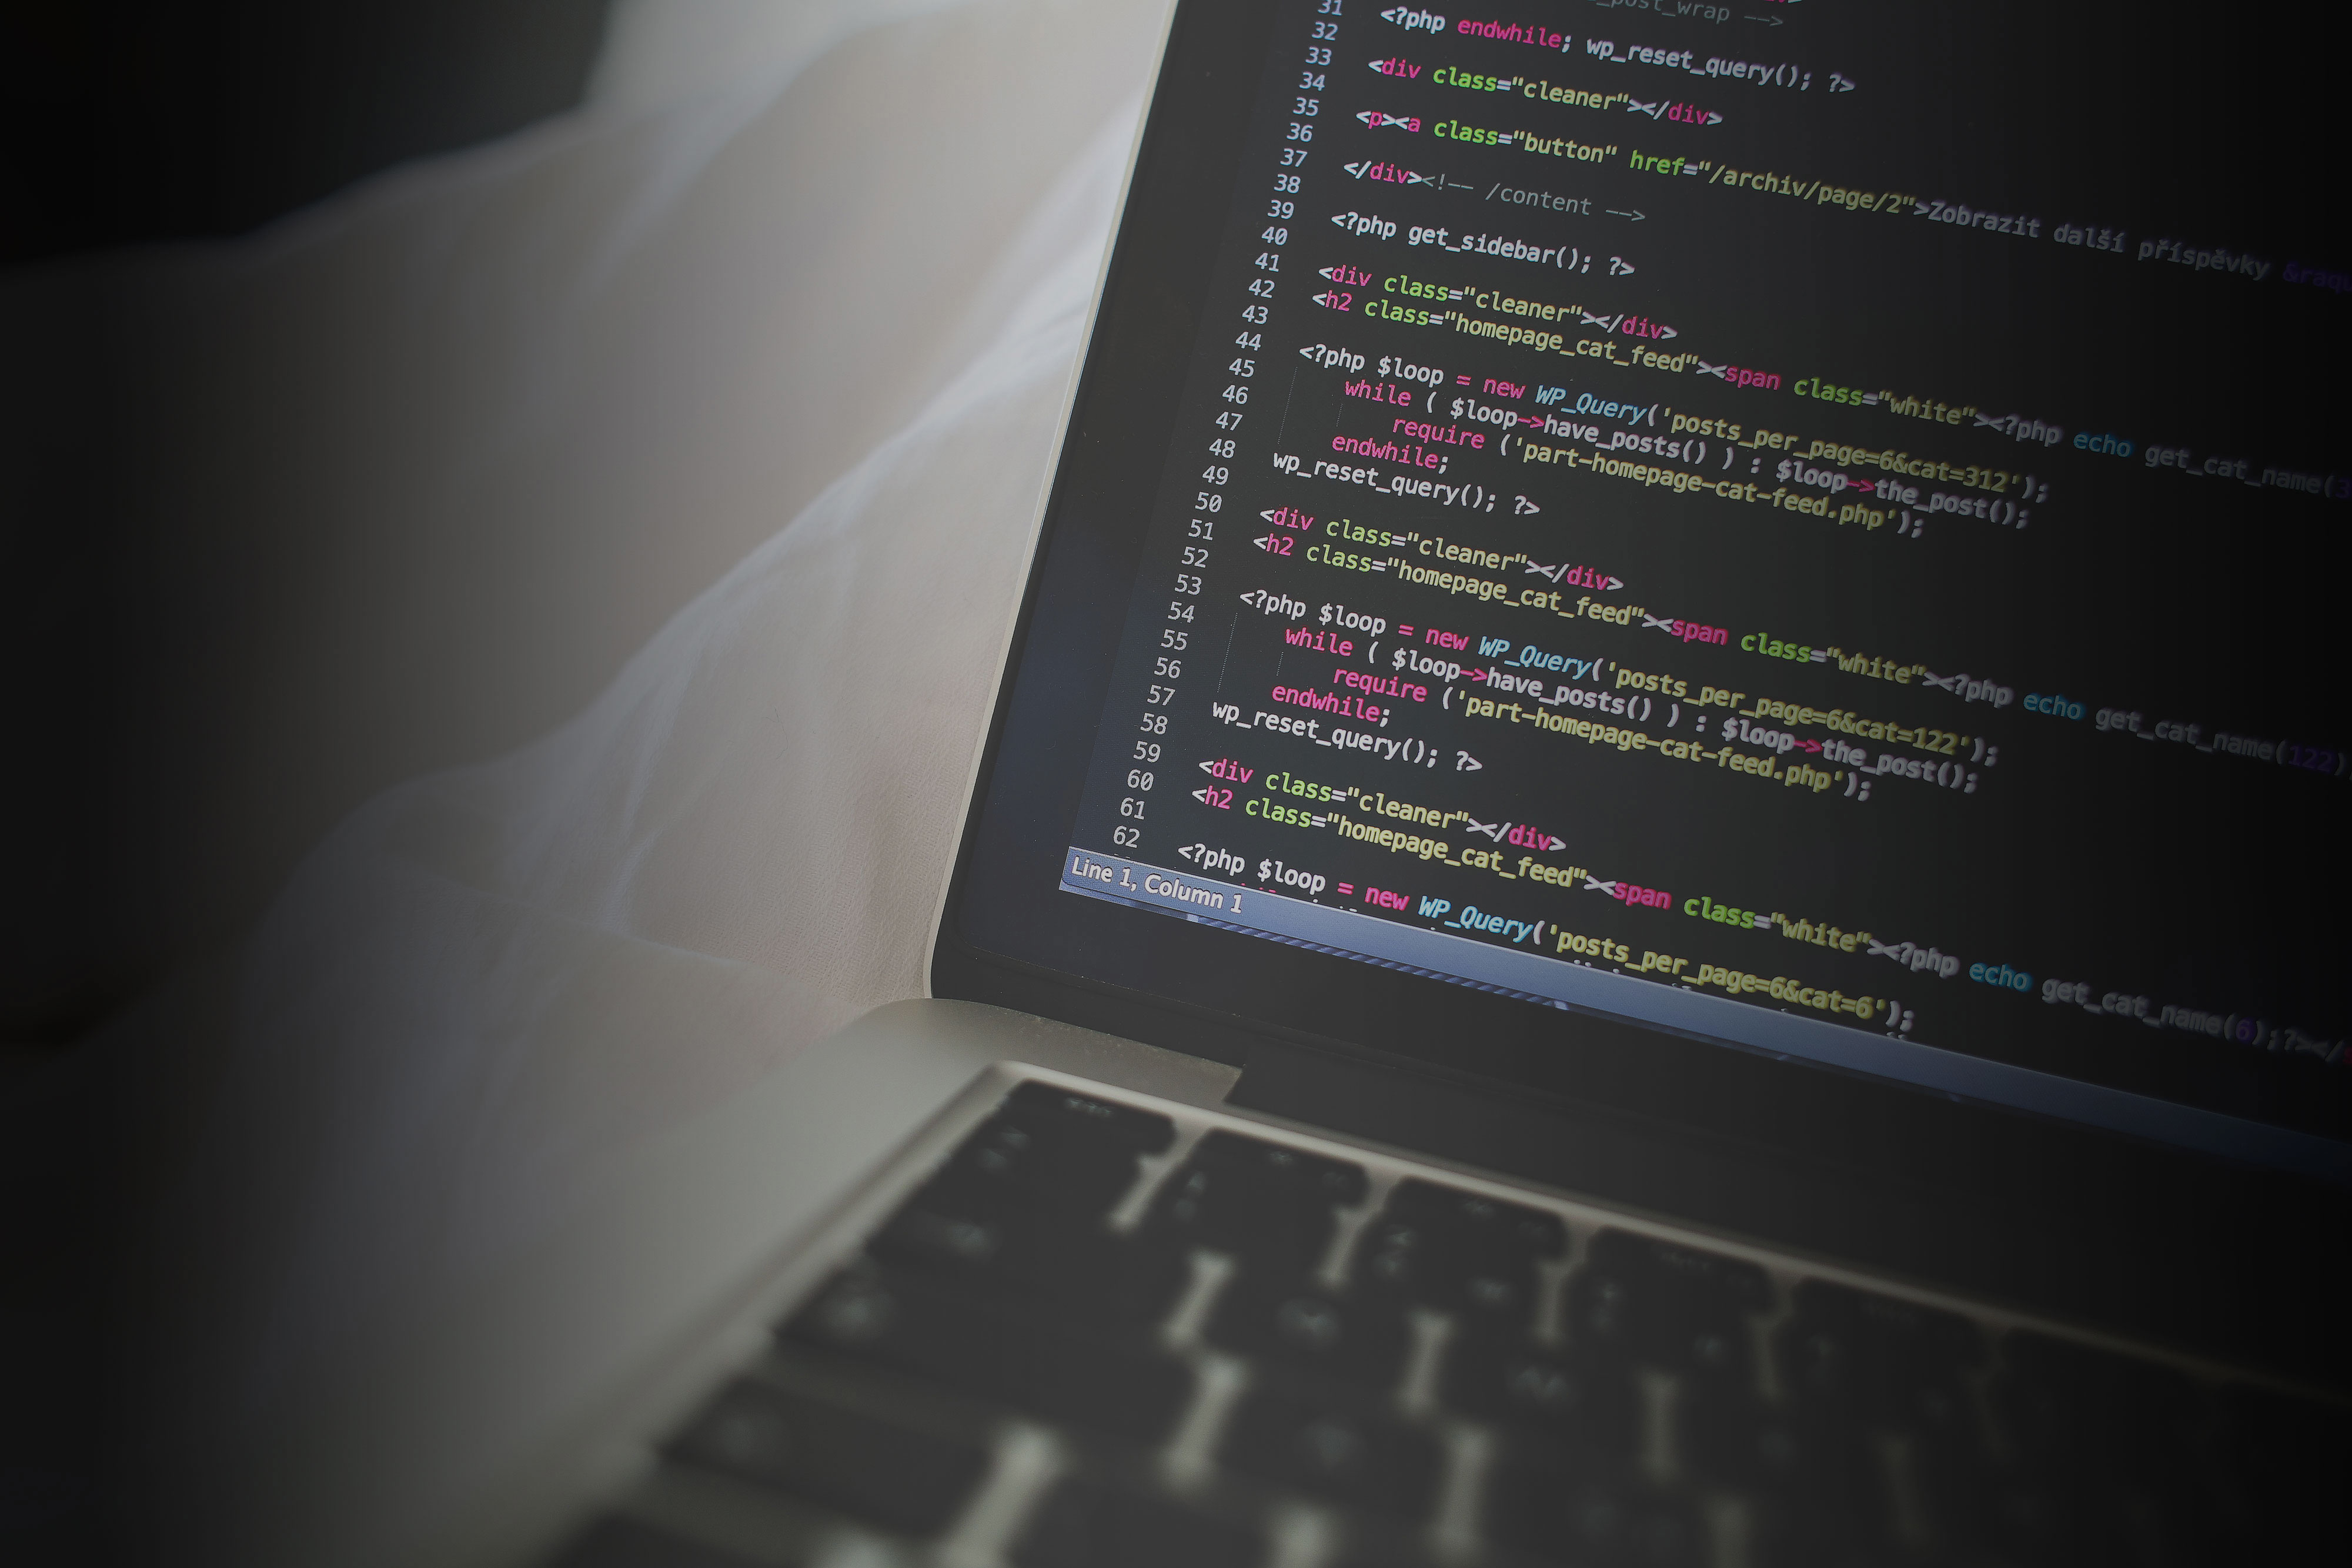 _post_wrap -->
31 <?php endwhile; wp_reset_query(); ?>
32
33 <div class="cleaner"></div>
34
35 <p><a class="button" href="/archiv/page/2">Zobrazit další příspěvky
36
37 </div><!-- /content -->
38
39 <?php get_sidebar(); ?>
40
41 <div class="cleaner"></div>
42 <h2 class="homepage_cat_feed"><span class="white"><?php echo get_cat_name(
43
44 <?php $loop = new WP_Query('posts_per_page=6&cat=312');
45 while ( $loop->have_posts() ) : $loop->the_post();
46 require ('part-homepage-cat-feed.php');
47 endwhile;
48 wp_reset_query(); ?>
49
50 <div class="cleaner"></div>
51 <h2 class="homepage_cat_feed"><span class="white"><?php echo get_cat_name(122)
52
53 <?php $loop = new WP_Query('posts_per_page=6&cat=122');
54 while ( $loop->have_posts() ) : $loop->the_post();
55 require ('part-homepage-cat-feed.php');
56 endwhile;
57 wp_reset_query(); ?>
58
59 <div class="cleaner"></div>
60 <h2 class="homepage_cat_feed"><span class="white"><?php echo get_cat_name(6);?></
61
62 <?php $loop = new WP_Query('posts_per_page=6&cat=6');
Line 1, Column 1